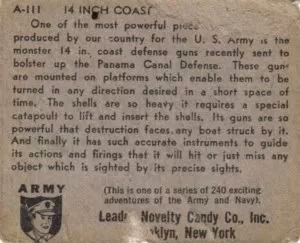 A-111 14 INCH COAST
One of the most powerful
produced by our country for the U. S. Army is the
monster 14 in. coast defense guns recently sent to
bolster up the Panama Canal Defense. These guns
are mounted on platforms which enable them to be
turned in any direction desired in a short space of
time. The shells are so heavy it requires a special
catapult to lift and insert the shells. Its guns are so
powerful that destruction faces any boat struck by it.
And finally it has such accurate instruments to guide
its actions and firings that it will hit or just miss any
object which is sighted by its precise sights.
ARMY
(This is one of a series of 240 exciting
adventures of the Army and Navy).
Novelty Candy Co., Inc.
New York